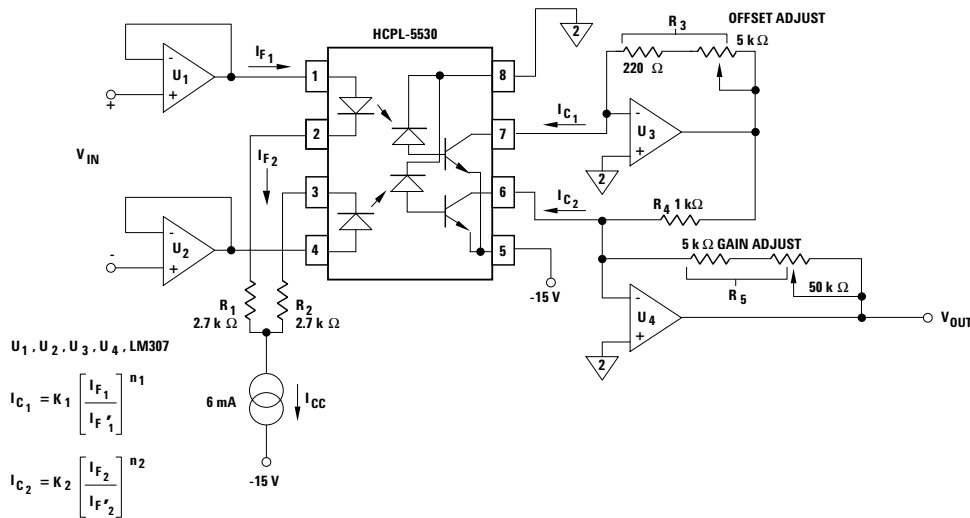 HCPL-5530
R3
OFFSET ADJUST
5 kΩ
220 Ω
2
IF1
U1
+
-
1
8
IC1
U3
2
7
2
VIN
IF2
3
6
IC2
R4 1 kΩ
5 kΩ GAIN ADJUST
50 kΩ
R5
U2
-
+
4
5
-15 V
R1
2.7 kΩ
R2
2.7 kΩ
U4
2
VOUT
U1, U2, U3, U4, LM307
IC1 = K1 [IF1 / IF'1] n1
6 mA
ICC
-15 V
IC2 = K2 [IF2 / IF'2] n2